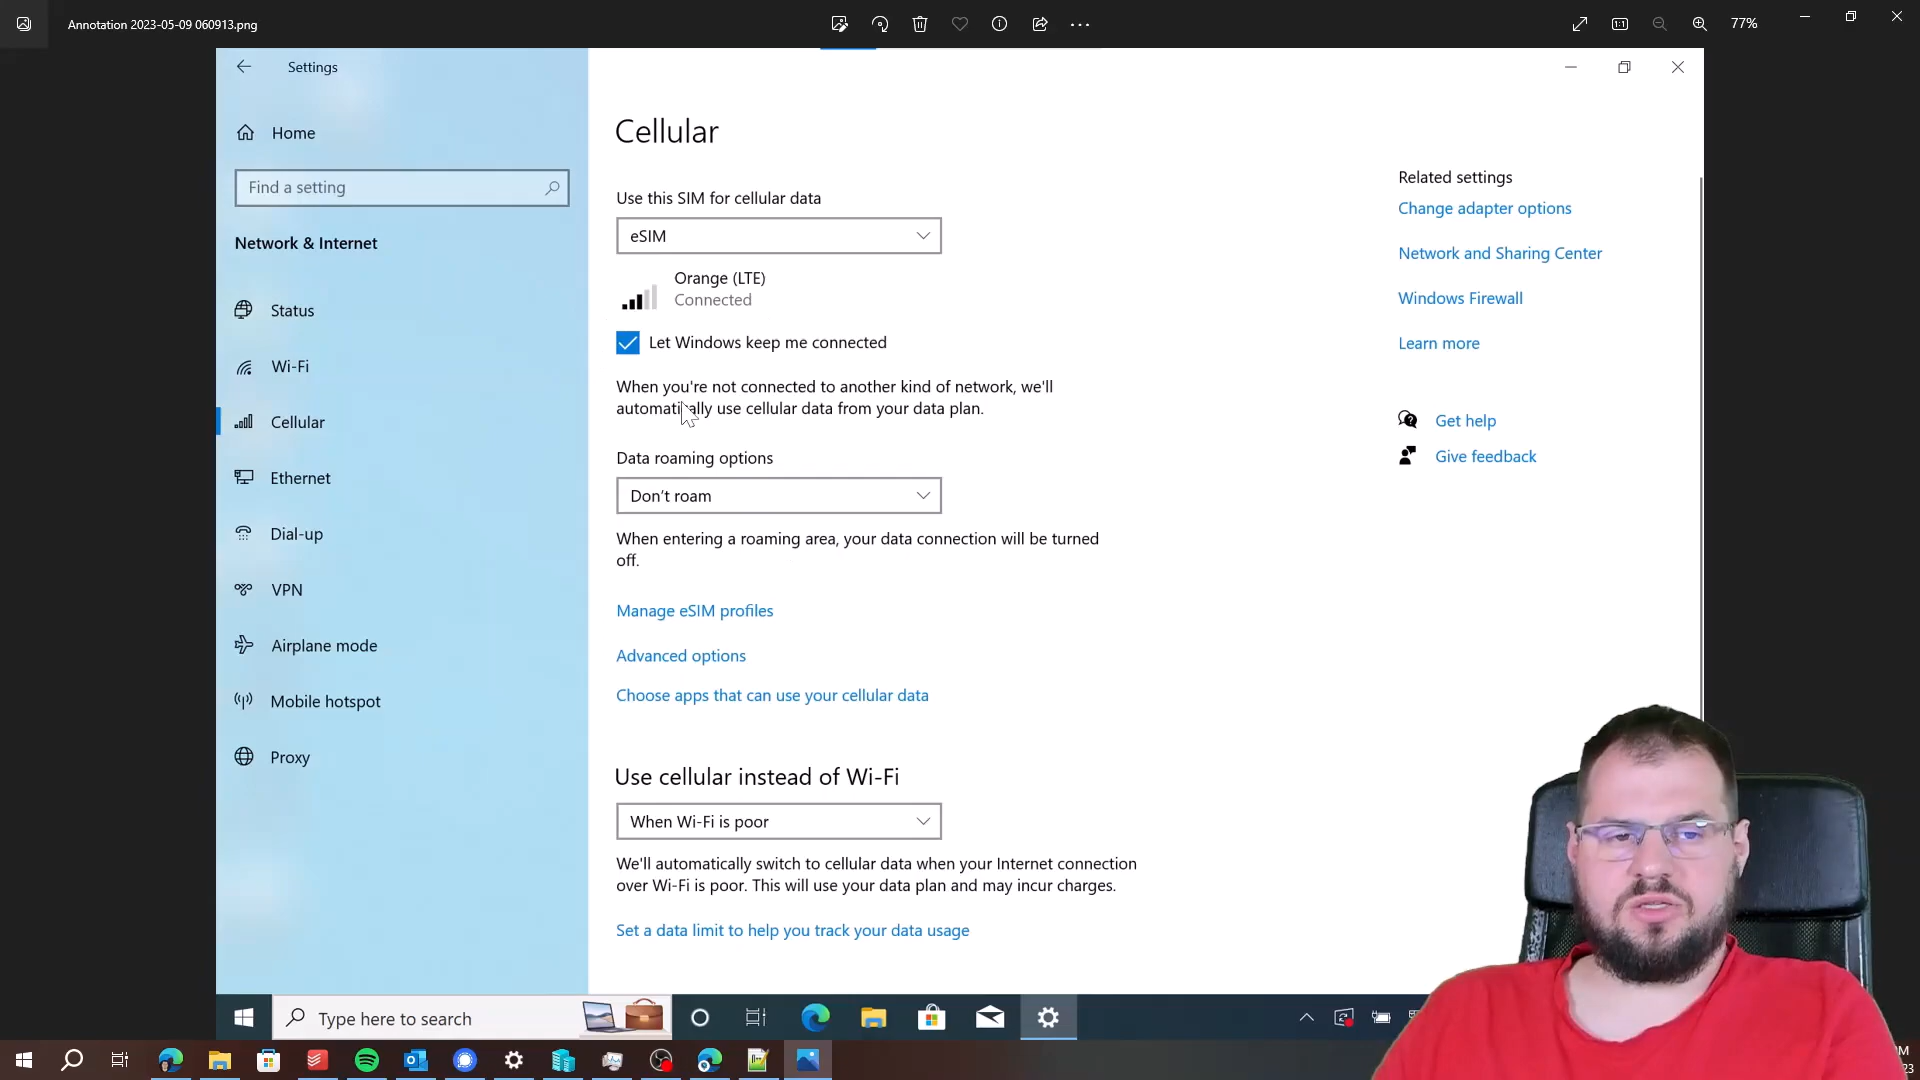 Annotation 2023-05-09 060913.png
77%
Settings
Home
Find a setting
Network & Internet
Status
Wi-Fi
Cellular
Ethernet
Dial-up
VPN
Airplane mode
Mobile hotspot
Proxy
Cellular
Use this SIM for cellular data
eSIM
Orange (LTE)
Connected
Let Windows keep me connected
When you're not connected to another kind of network, we'll
automatically use cellular data from your data plan.
Data roaming options
Don't roam
When entering a roaming area, your data connection will be turned
off.
Manage eSIM profiles
Advanced options
Choose apps that can use your cellular data
Use cellular instead of Wi-Fi
When Wi-Fi is poor
We'll automatically switch to cellular data when your Internet connection
over Wi-Fi is poor. This will use your data plan and may incur charges.
Set a data limit to help you track your data usage
Related settings
Change adapter options
Network and Sharing Center
Windows Firewall
Learn more
Get help
Give feedback
Type here to search